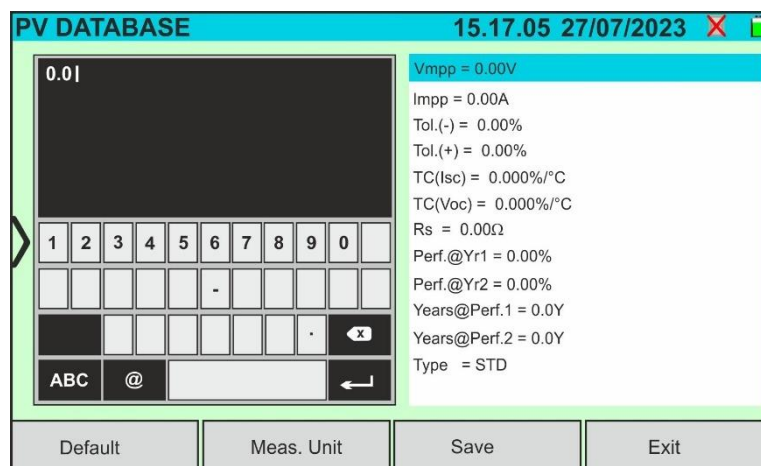 PV DATABASE 15.17.05 27/07/2023
0.0
Vmpp = 0.00V
Impp = 0.00A
Tol.(-) = 0.00%
Tol.(+) = 0.00%
TC(Isc) = 0.000%/°C
TC(Voc) = 0.000%/°C
Rs = 0.00Ω
Perf.@Yr1 = 0.00%
Perf.@Yr2 = 0.00%
Years@Perf.1 = 0.0Y
Years@Perf.2 = 0.0Y
Type = STD
1 2 3 4 5 6 7 8 9 0
-
.
ABC @
Default Meas. Unit Save Exit